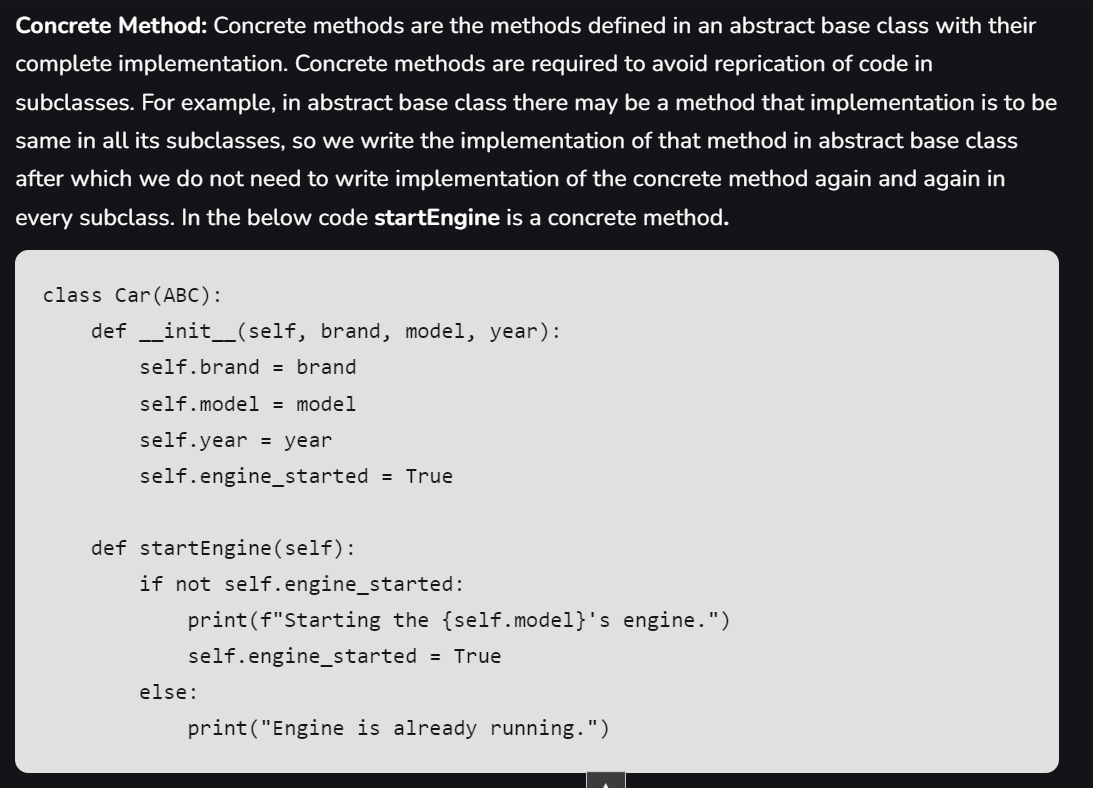 Concrete Method: Concrete methods are the methods defined in an abstract base class with their
complete implementation. Concrete methods are required to avoid reprication of code in
subclasses. For example, in abstract base class there may be a method that implementation is to be
same in all its subclasses, so we write the implementation of that method in abstract base class
after which we do not need to write implementation of the concrete method again and again in
every subclass. In the below code startEngine is a concrete method.
class Car(ABC):
    def __init__(self, brand, model, year):
        self.brand = brand
        self.model = model
        self.year = year
        self.engine_started = True

    def startEngine(self):
        if not self.engine_started:
            print(f"Starting the {self.model}'s engine.")
            self.engine_started = True
        else:
            print("Engine is already running.")